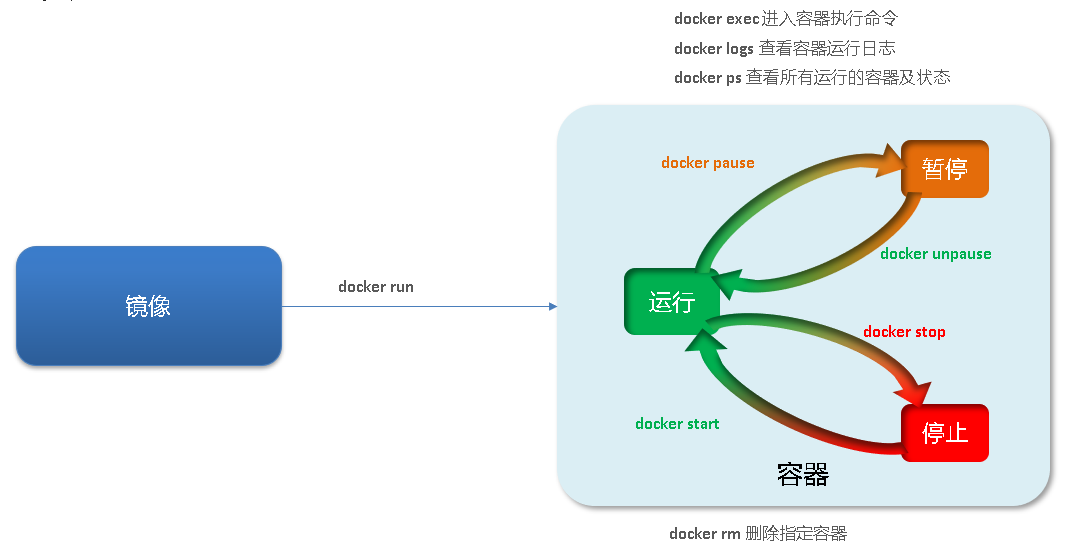 docker exec 进入容器执行命令
docker logs 查看容器运行日志
docker ps 查看所有运行的容器及状态
docker pause
暂停
docker unpause
镜像
docker run
运行
docker stop
docker start
停止
容器
docker rm 删除指定容器